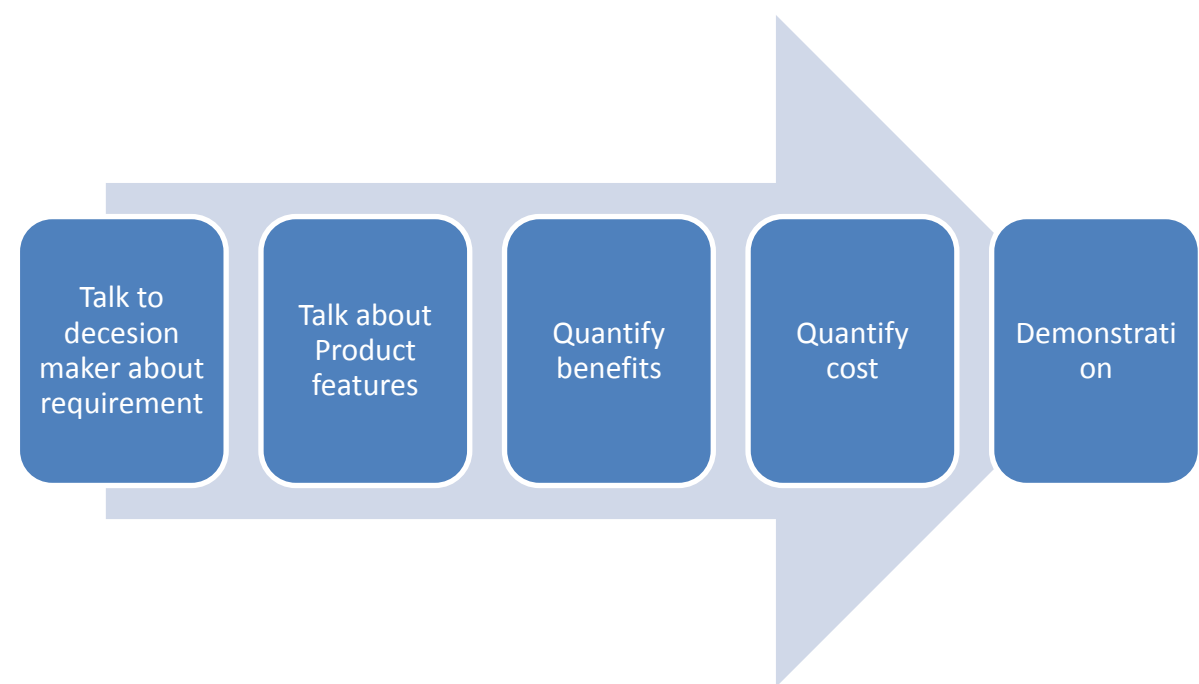 Talk to
decesion
maker about
requirement
Talk about
Product
features
Quantify
benefits
Quantify
cost
Demonstrati
on